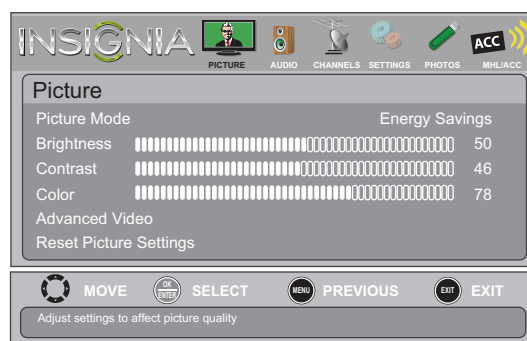 INSIGNIA
PICTURE AUDIO CHANNELS SETTINGS PHOTOS MHL/ACC
ACC
Picture
Picture Mode Energy Savings
Brightness 50
Contrast 46
Color 78
Advanced Video
Reset Picture Settings
MOVE OK ENTER SELECT MENU PREVIOUS EXIT EXIT
Adjust settings to affect picture quality